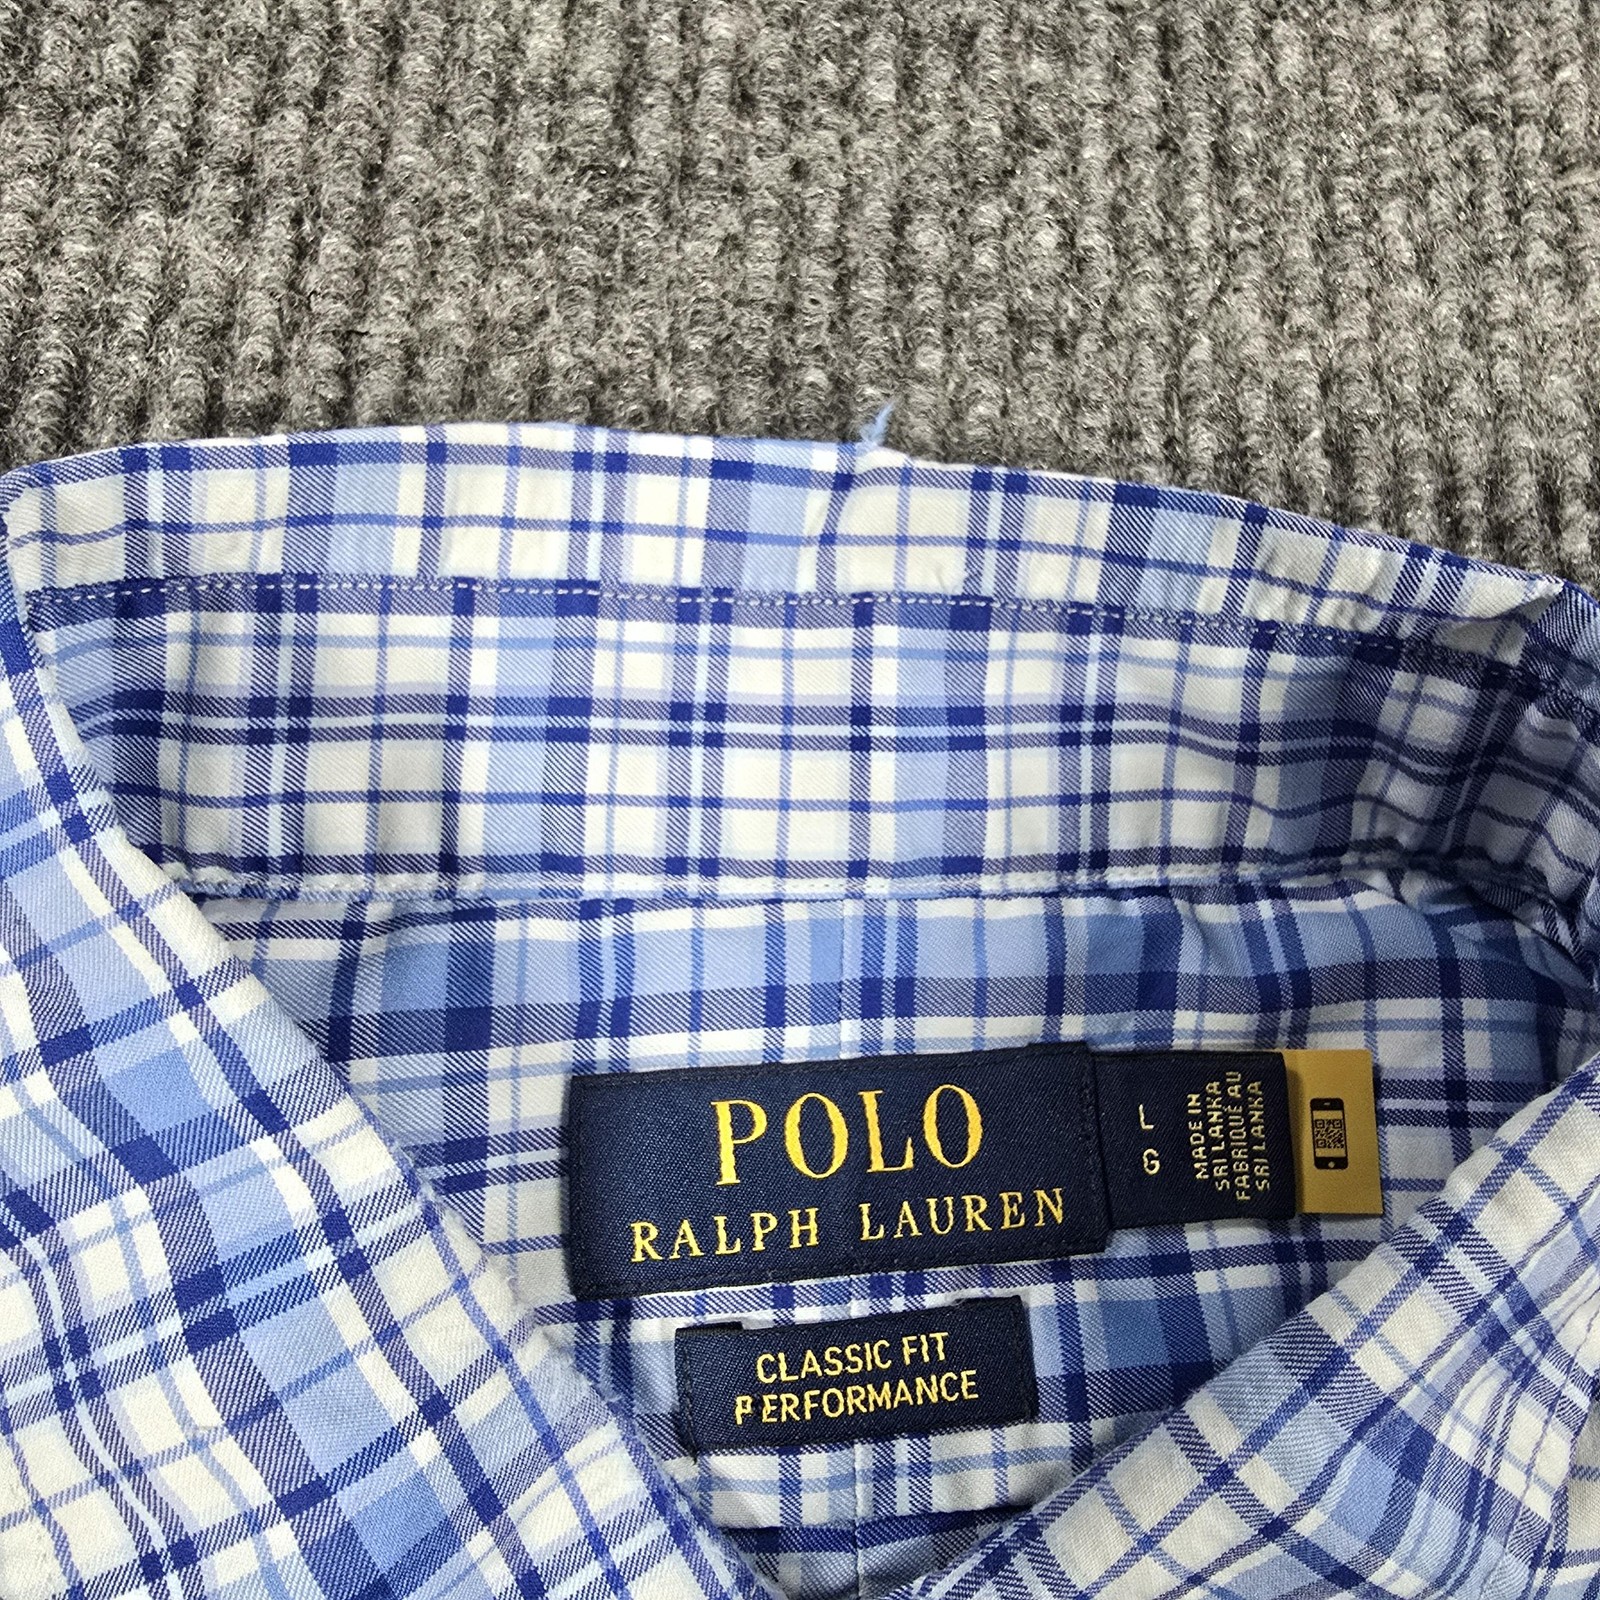 POLO
RALPH LAUREN
L
G
MADE IN
SRI LANKA
FABRIQUÉ AU
SRI LANKA
CLASSIC FIT
PERFORMANCE